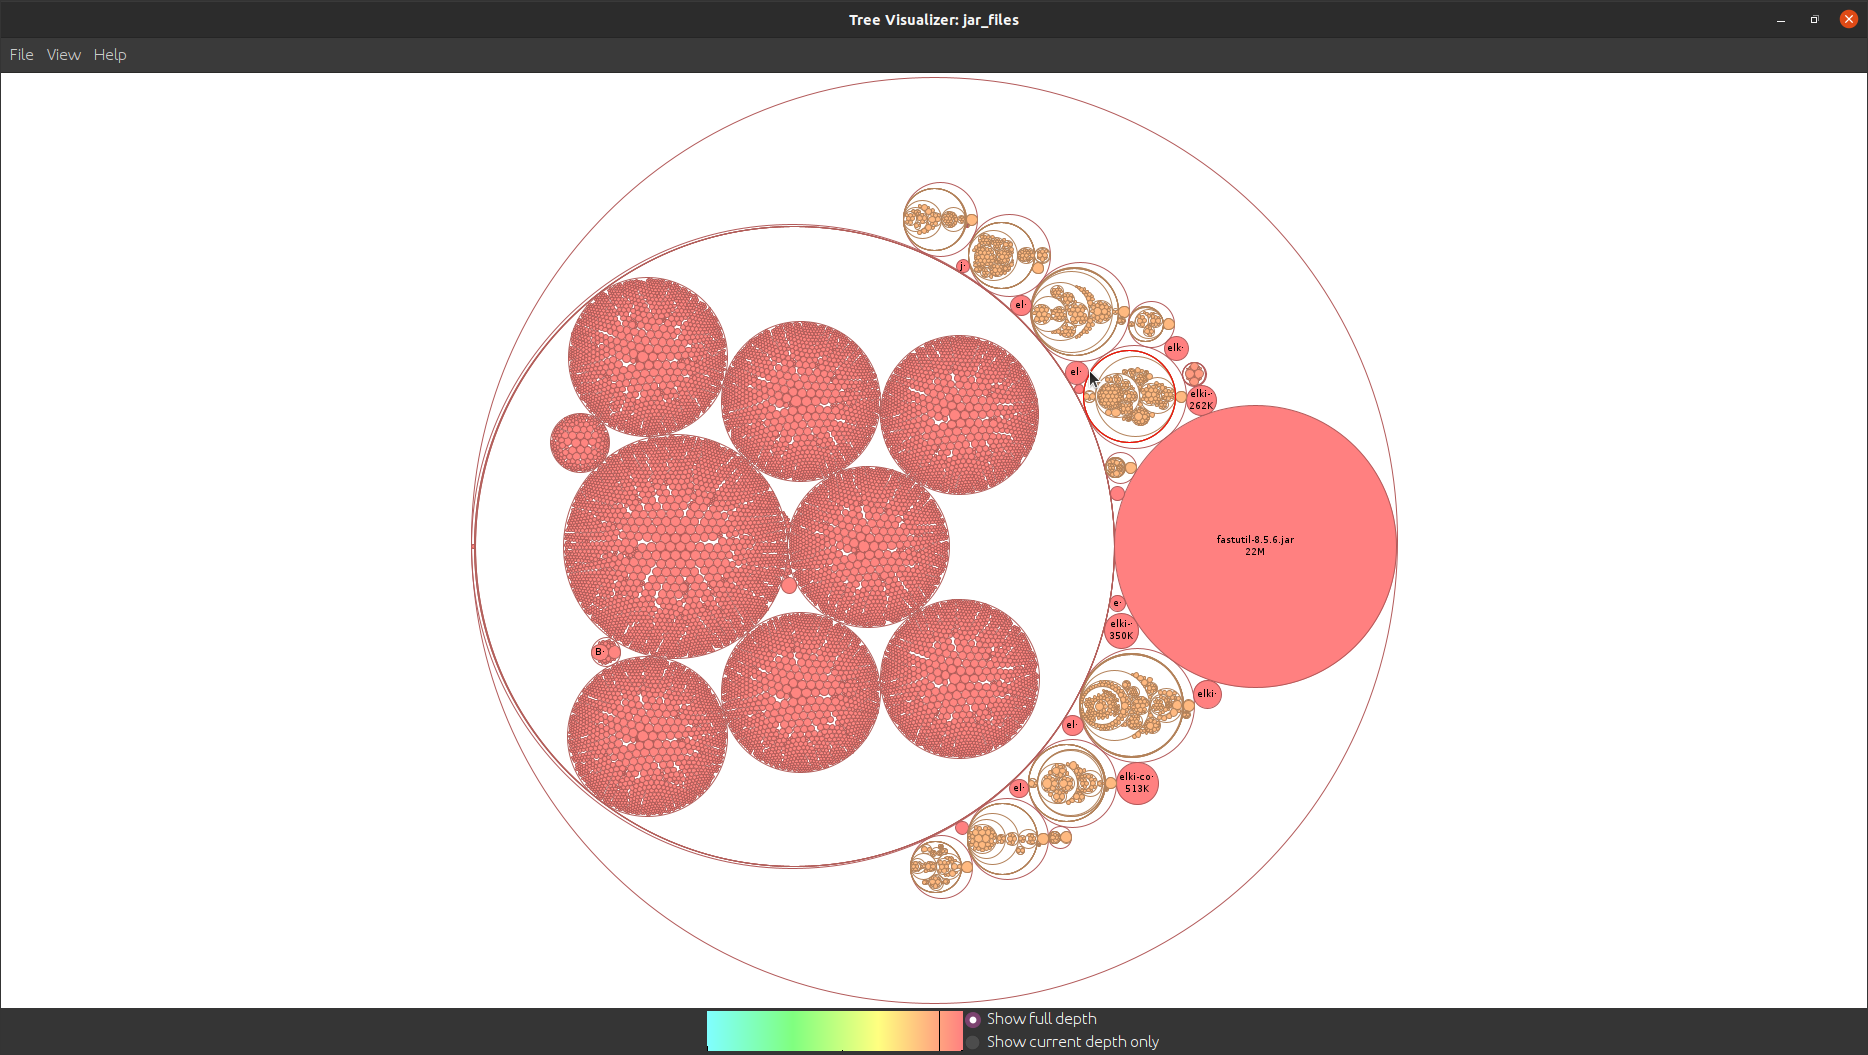 Tree Visualizer: jar_files
File View Help
j·
el·
elk·
el·
elki-·
262K
fastutil-8.5.6.jar
22M
e·
elki-·
350K
B·
elki·
el·
elki-co·
513K
el·
Show full depth
Show current depth only